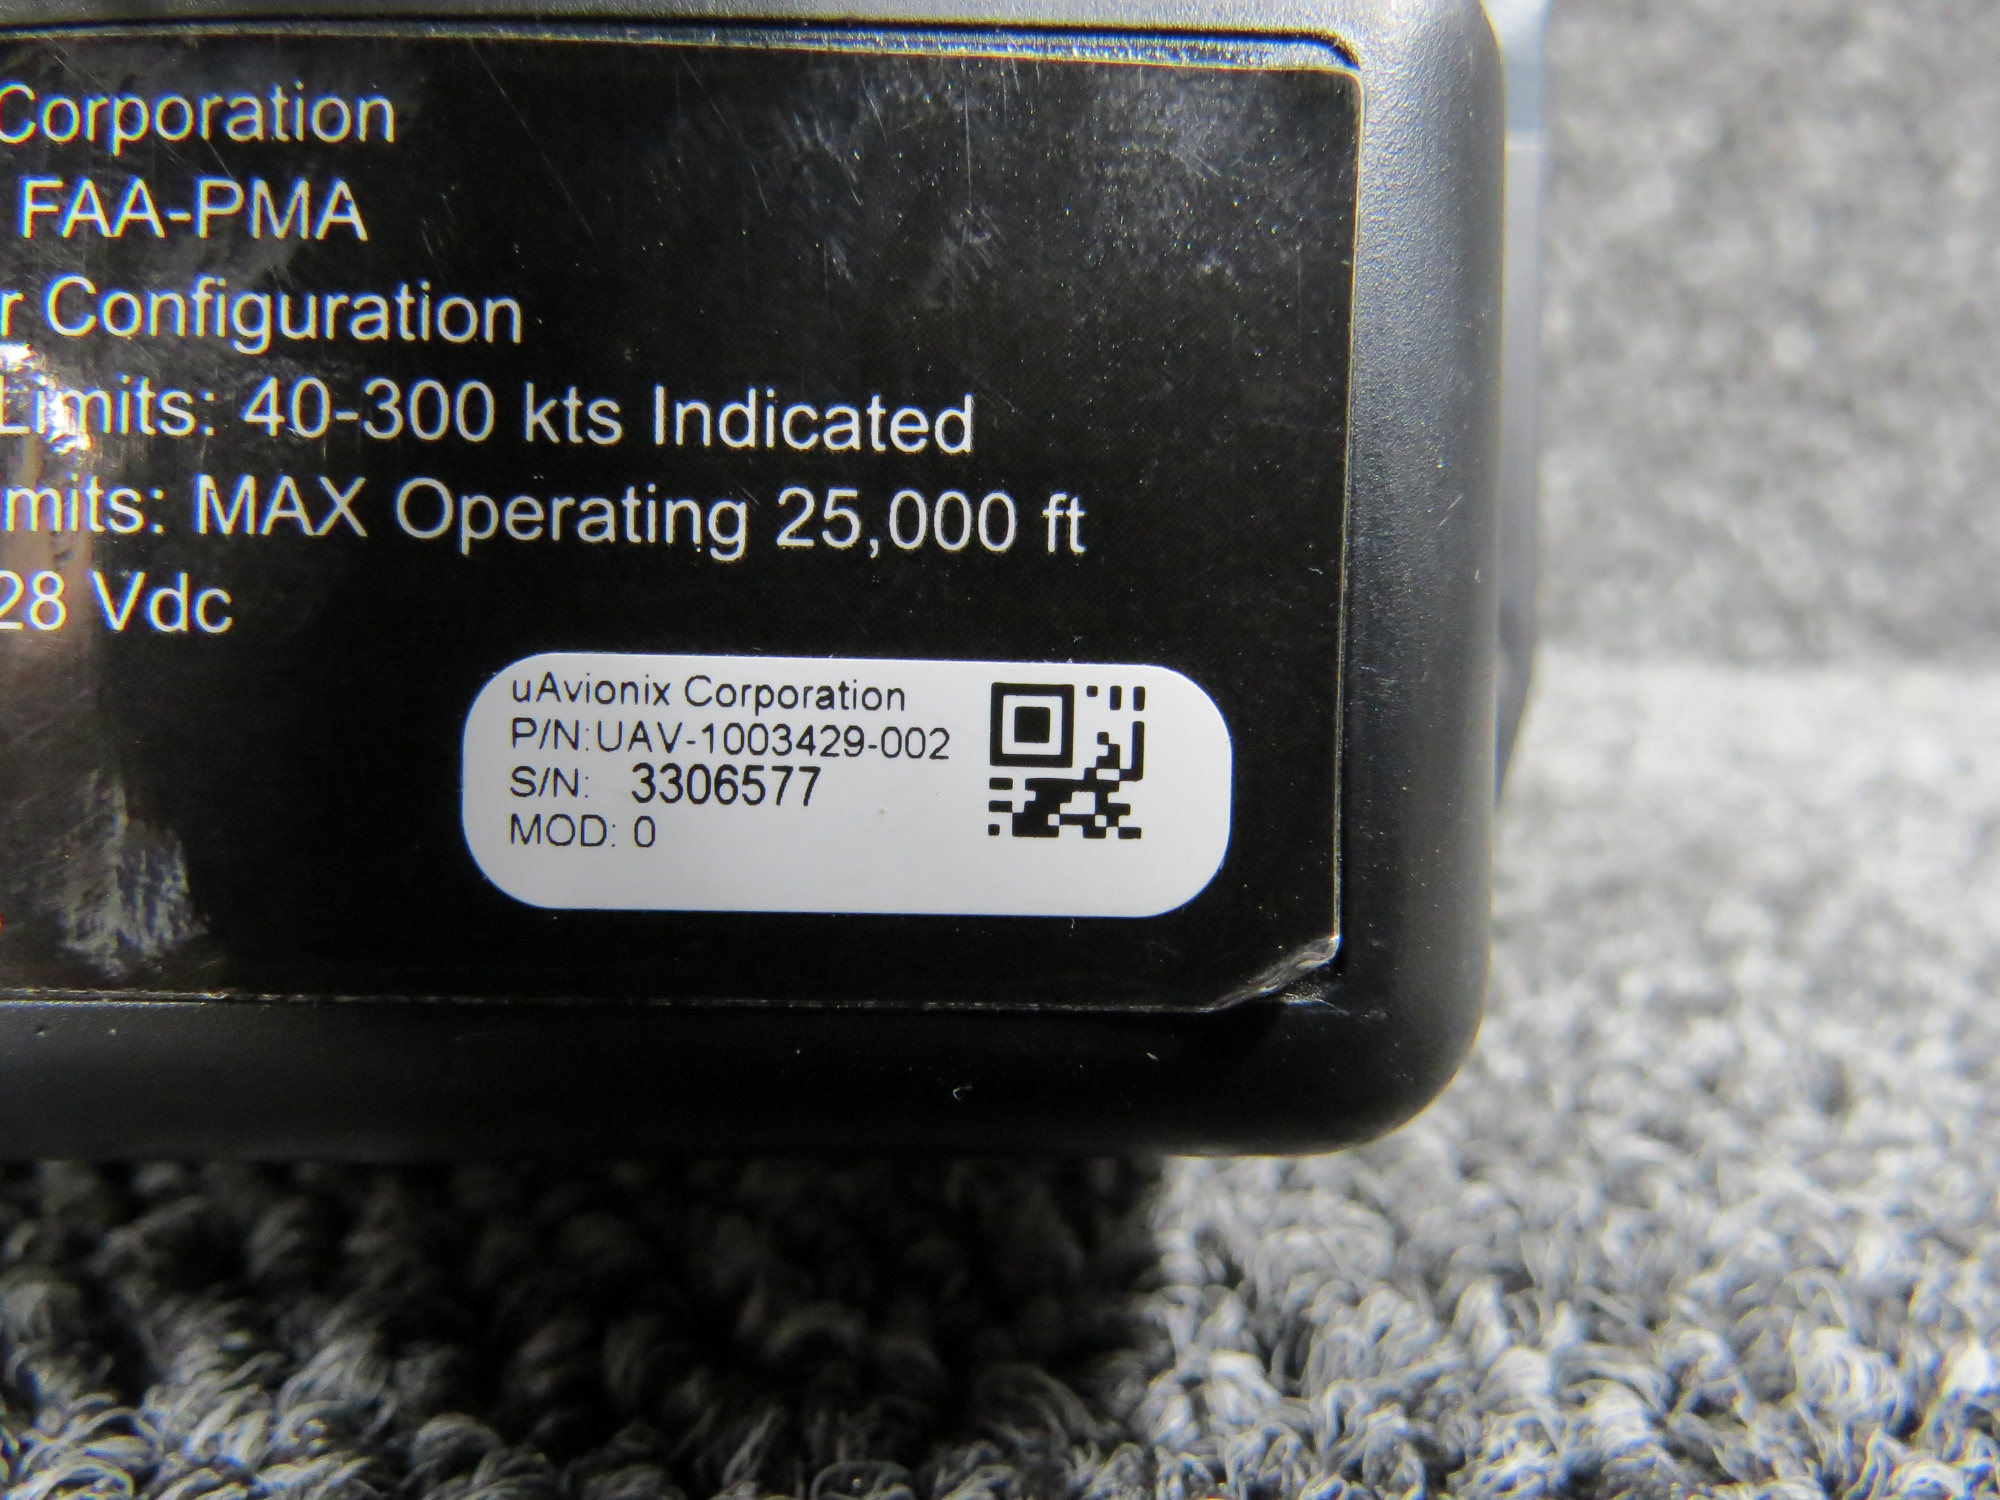 Corporation
FAA-PMA
r Configuration
Limits: 40-300 kts Indicated
mits: MAX Operating 25,000 ft
28 Vdc
uAvionix Corporation
P/N:UAV-1003429-002
S/N: 3306577
MOD: 0